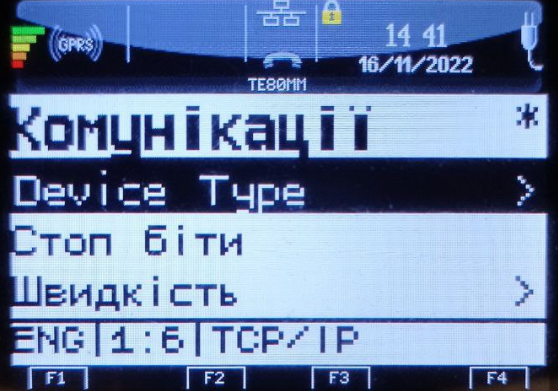 GPRS
14 41
16/11/2022
TE80MM
Комунікації *
Device Type >
Стоп біти
Швидкість >
ENG|1:6|TCP/IP
F1 F2 F3 F4